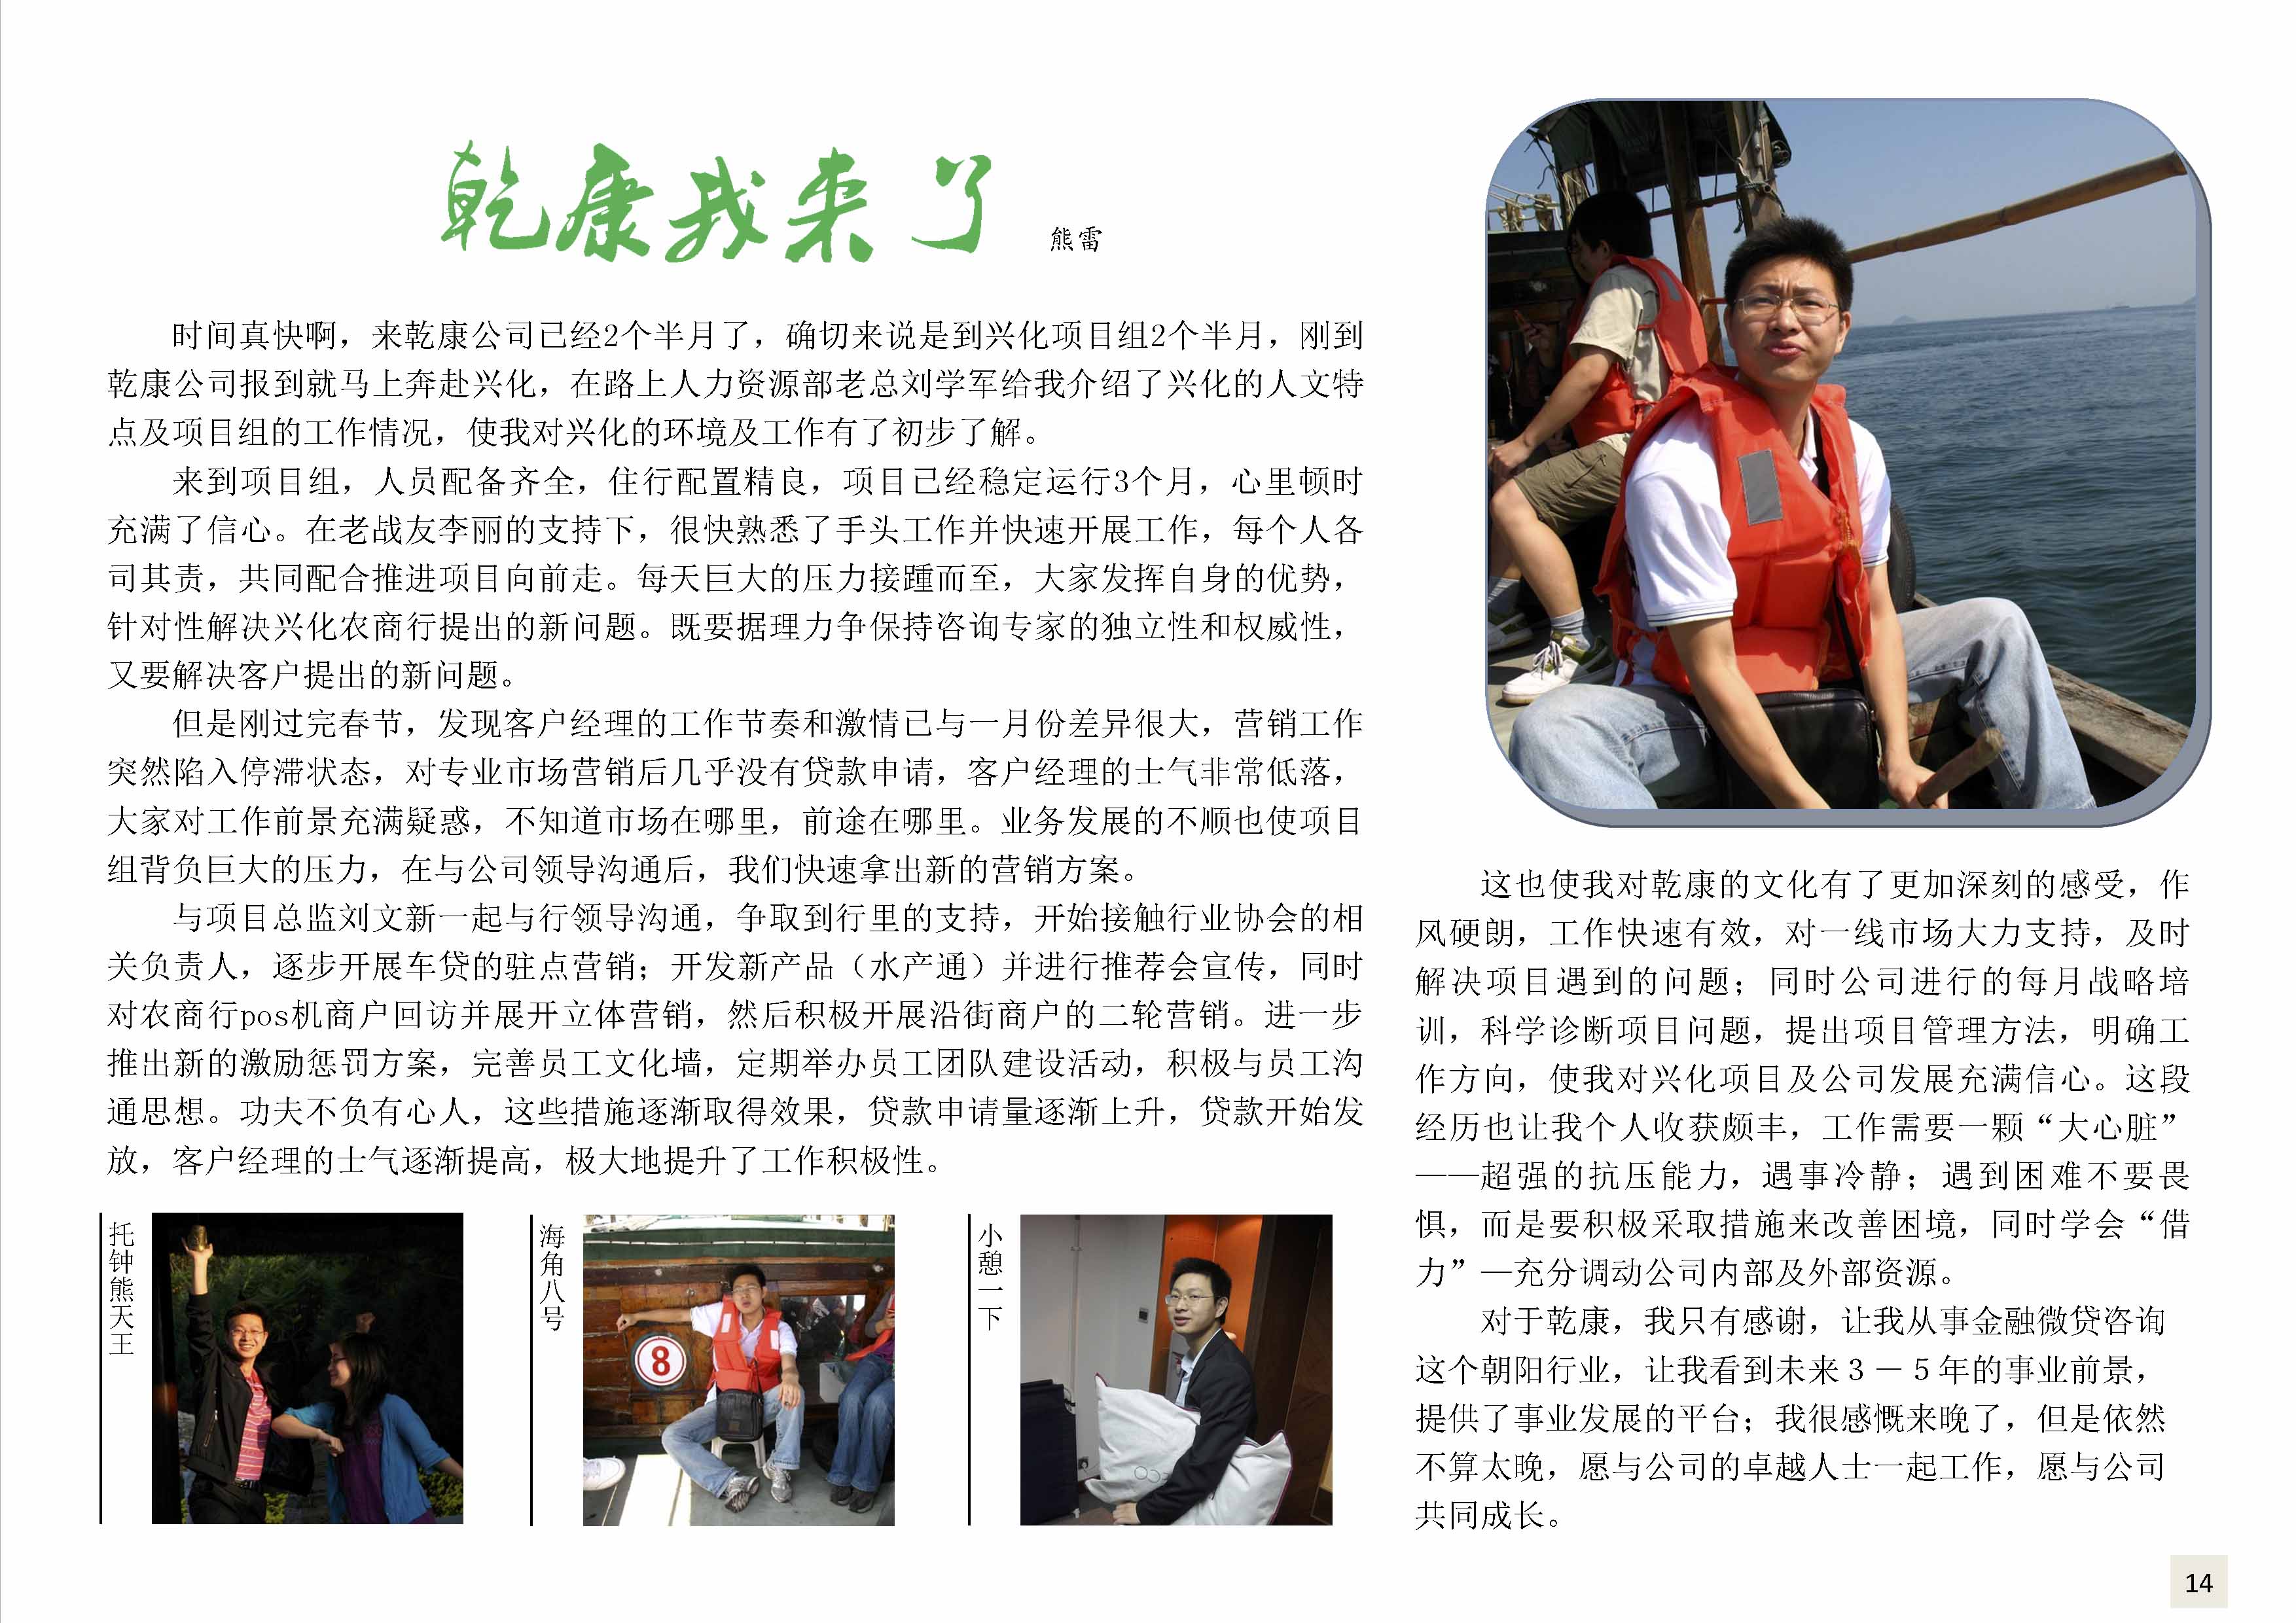 乾康我来了
熊雷
时间真快啊，来乾康公司已经2个半月了，确切来说是到兴化项目组2个半月，刚到
乾康公司报到就马上奔赴兴化，在路上人力资源部老总刘学军给我介绍了兴化的人文特
点及项目组的工作情况，使我对兴化的环境及工作有了初步了解。
来到项目组，人员配备齐全，住行配置精良，项目已经稳定运行3个月，心里顿时
充满了信心。在老战友李丽的支持下，很快熟悉了手头工作并快速开展工作，每个人各
司其责，共同配合推进项目向前走。每天巨大的压力接踵而至，大家发挥自身的优势，
针对性解决兴化农商行提出的新问题。既要据理力争保持咨询专家的独立性和权威性，
又要解决客户提出的新问题。
但是刚过完春节，发现客户经理的工作节奏和激情已与一月份差异很大，营销工作
突然陷入停滞状态，对专业市场营销后几乎没有贷款申请，客户经理的士气非常低落，
大家对工作前景充满疑惑，不知道市场在哪里，前途在哪里。业务发展的不顺也使项目
组背负巨大的压力，在与公司领导沟通后，我们快速拿出新的营销方案。
与项目总监刘文新一起与行领导沟通，争取到行里的支持，开始接触行业协会的相
关负责人，逐步开展车贷的驻点营销；开发新产品（水产通）并进行推荐会宣传，同时
对农商行pos机商户回访并展开立体营销，然后积极开展沿街商户的二轮营销。进一步
推出新的激励惩罚方案，完善员工文化墙，定期举办员工团队建设活动，积极与员工沟
通思想。功夫不负有心人，这些措施逐渐取得效果，贷款申请量逐渐上升，贷款开始发
放，客户经理的士气逐渐提高，极大地提升了工作积极性。
托钟熊天王
海角八号
8
小憩一下
这也使我对乾康的文化有了更加深刻的感受，作
风硬朗，工作快速有效，对一线市场大力支持，及时
解决项目遇到的问题；同时公司进行的每月战略培
训，科学诊断项目问题，提出项目管理方法，明确工
作方向，使我对兴化项目及公司发展充满信心。这段
经历也让我个人收获颇丰，工作需要一颗“大心脏”
——超强的抗压能力，遇事冷静；遇到困难不要畏
惧，而是要积极采取措施来改善困境，同时学会“借
力”—充分调动公司内部及外部资源。
对于乾康，我只有感谢，让我从事金融微贷咨询
这个朝阳行业，让我看到未来３－５年的事业前景，
提供了事业发展的平台；我很感慨来晚了，但是依然
不算太晚，愿与公司的卓越人士一起工作，愿与公司
共同成长。
14